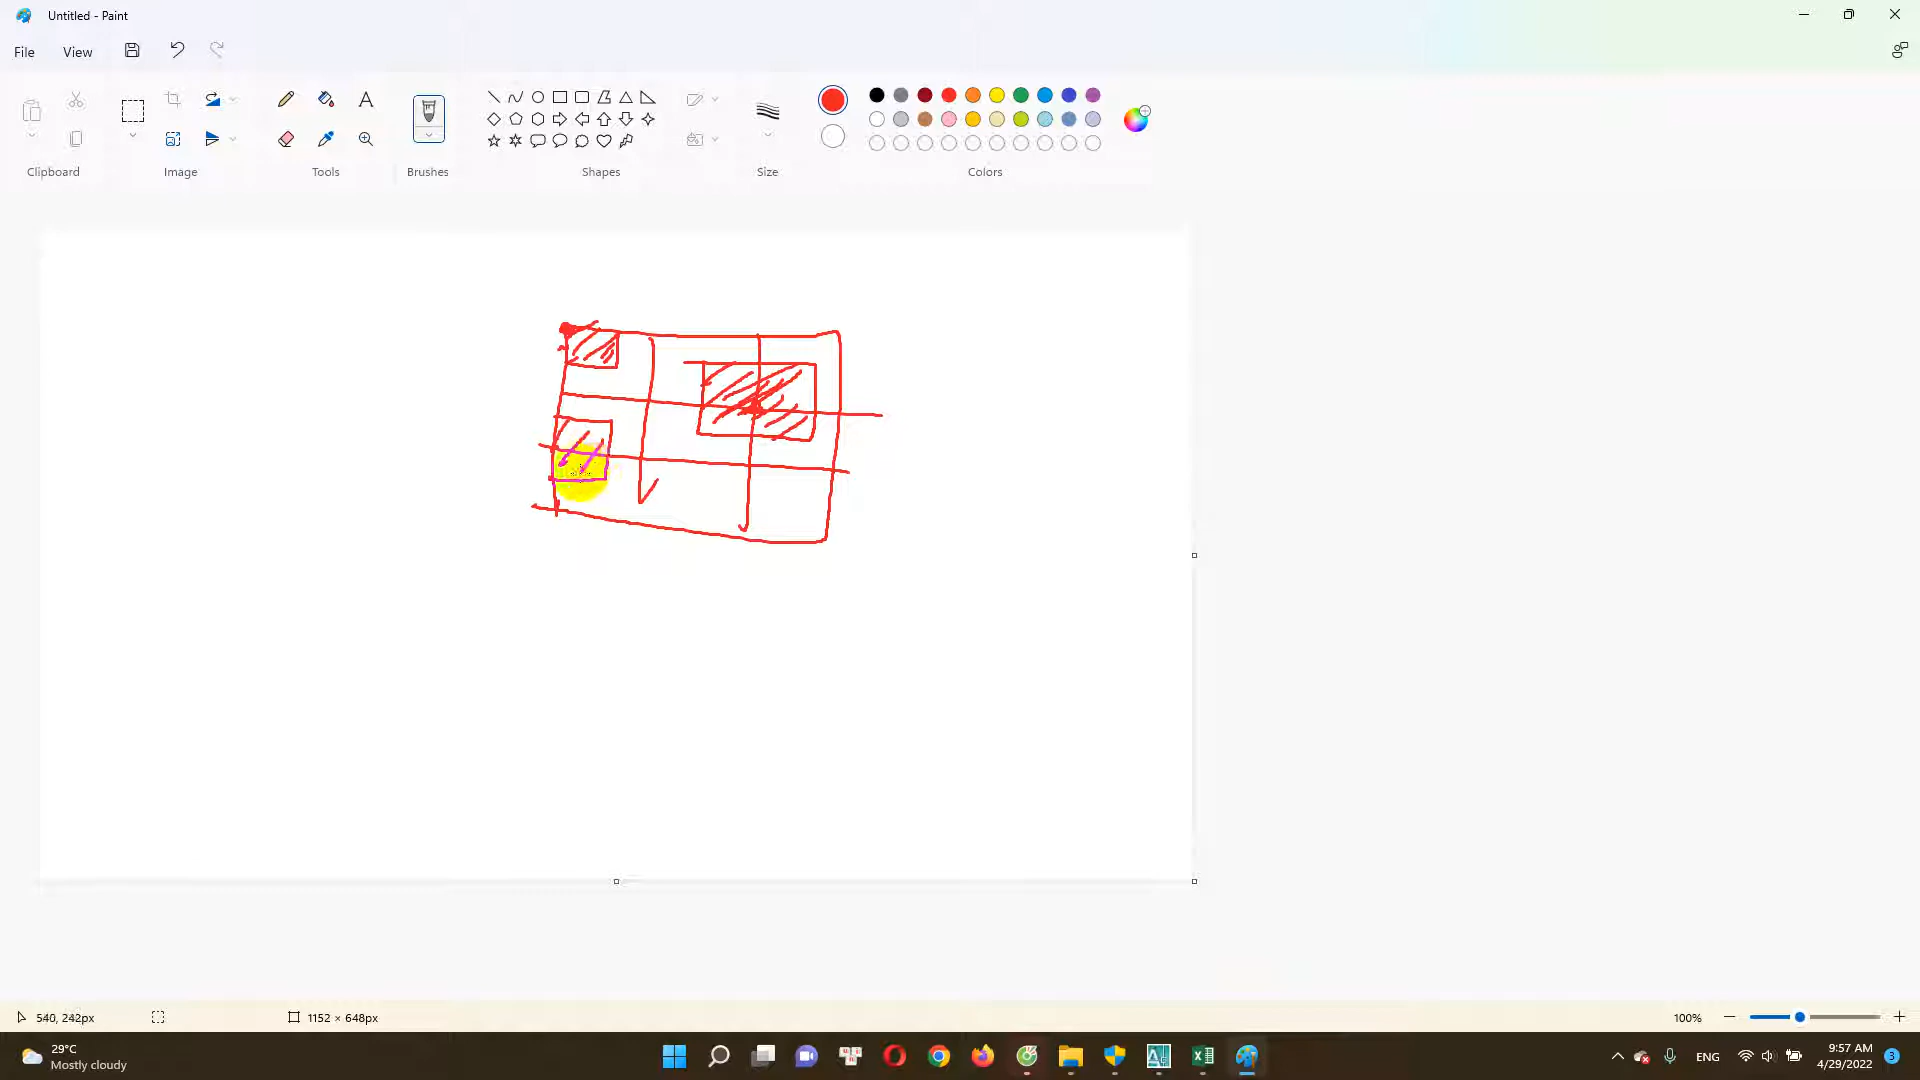 Untitled - Paint
File View
Clipboard Image Tools Brushes Shapes Size Colors
540, 242px 1152 × 648px 100%
29°C
Mostly cloudy
ENG
9:57 AM
4/29/2022
3